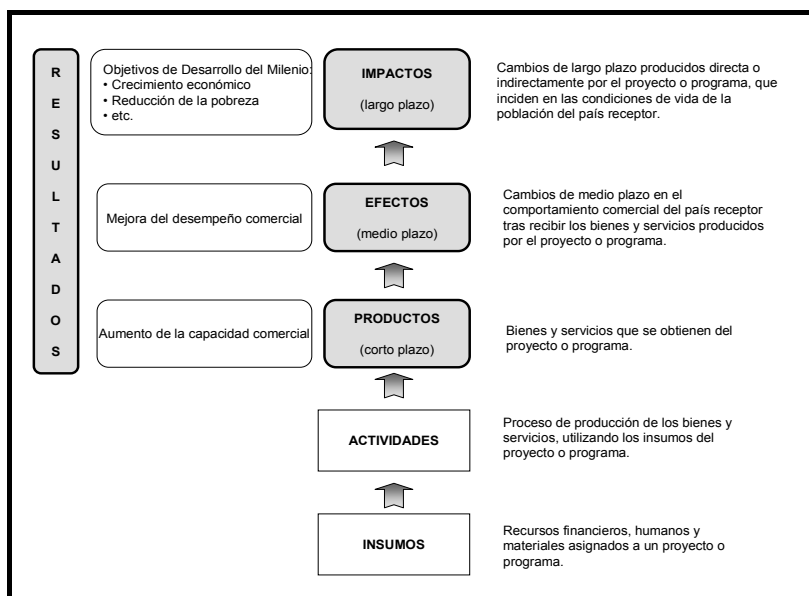 RESULTADOS
Objetivos de Desarrollo del Milenio:
• Crecimiento económico
• Reducción de la pobreza
• etc.
IMPACTOS
(largo plazo)
Cambios de largo plazo producidos directa o
indirectamente por el proyecto o programa, que
inciden en las condiciones de vida de la
población del país receptor.
Mejora del desempeño comercial
EFECTOS
(medio plazo)
Cambios de medio plazo en el
comportamiento comercial del país receptor
tras recibir los bienes y servicios producidos
por el proyecto o programa.
Aumento de la capacidad comercial
PRODUCTOS
(corto plazo)
Bienes y servicios que se obtienen del
proyecto o programa.
ACTIVIDADES
Proceso de producción de los bienes y
servicios, utilizando los insumos del
proyecto o programa.
INSUMOS
Recursos financieros, humanos y
materiales asignados a un proyecto o
programa.